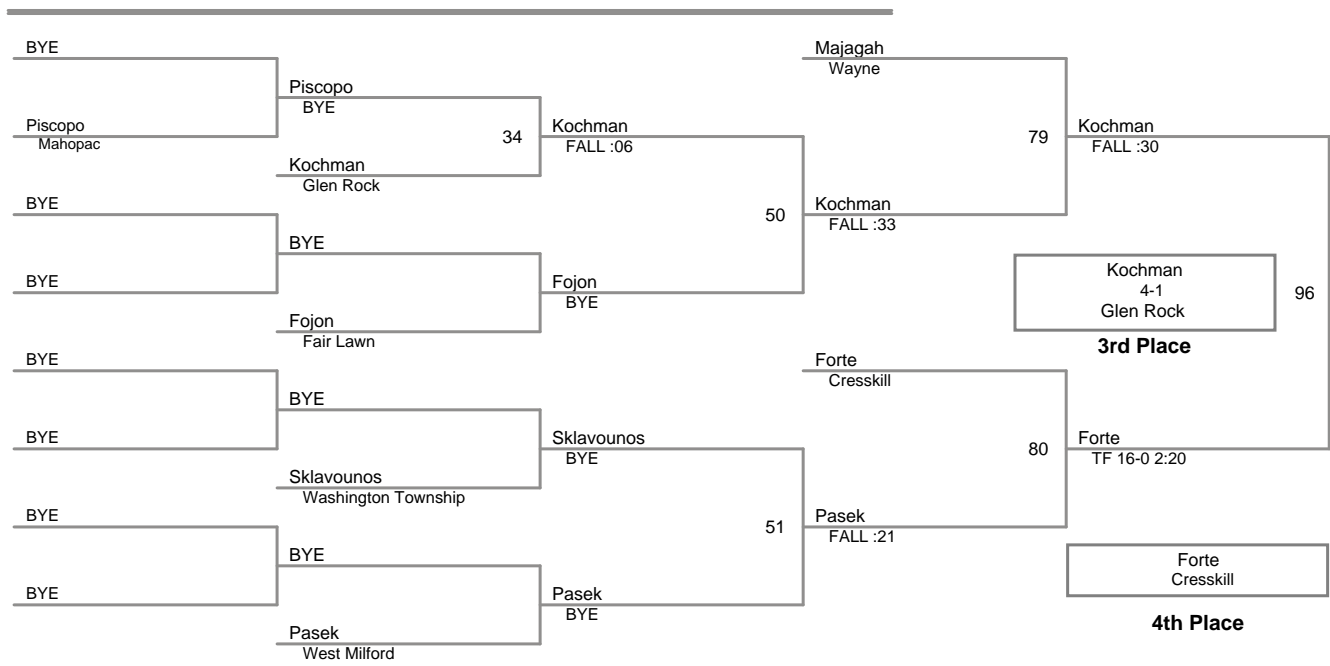 BYE
Piscopo
Mahopac
BYE
BYE
BYE
BYE
BYE
BYE
Piscopo
BYE
Kochman
Glen Rock
BYE
Fojon
Fair Lawn
BYE
Sklavounos
Washington Township
BYE
Pasek
West Milford
34
Kochman
FALL :06
Fojon
BYE
Sklavounos
BYE
Pasek
BYE
50
51
Majagah
Wayne
Kochman
FALL :33
Forte
Cresskill
Pasek
FALL :21
79
80
Kochman
FALL :30
Forte
TF 16-0 2:20
96
Kochman
4-1
Glen Rock
3rd Place
Forte
Cresskill
4th Place